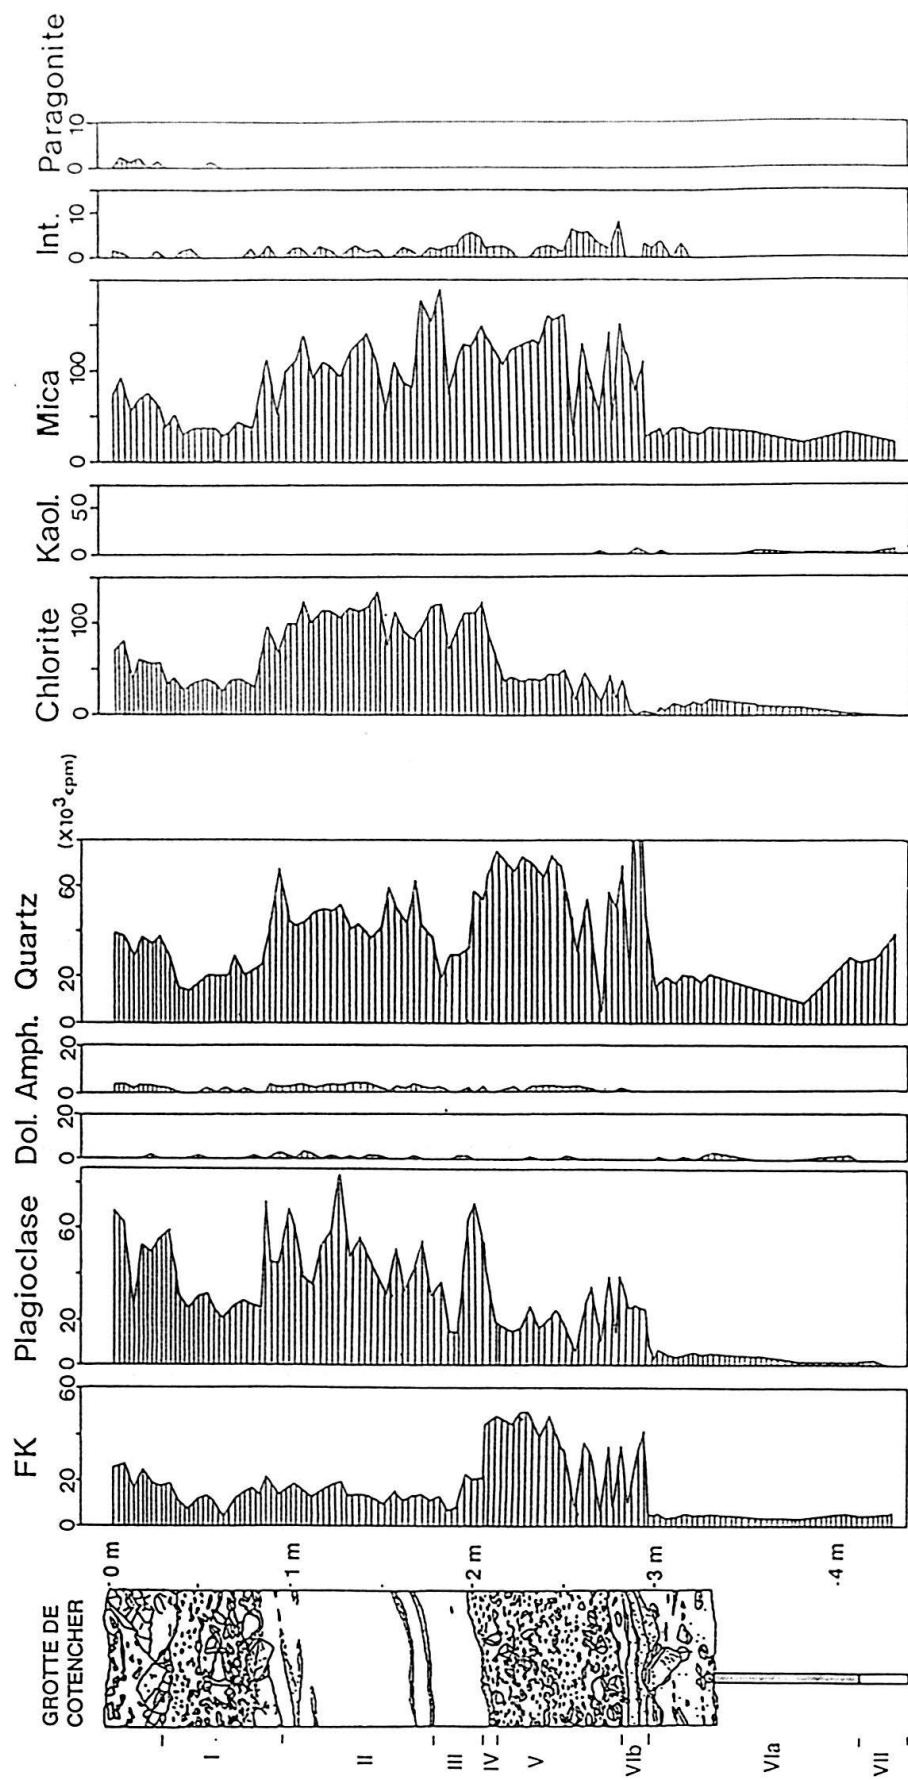 GROTTE DE
COTENCHER
I
II
III
IV
V
VIb
VIa
VII
0 m
1 m
2 m
3 m
4 m
FK
0 20 60
Plagioclase
0 20 60
Dol.
0 20
Amph.
0 20
Quartz
0 20 60
(x10³cpm)
Chlorite
0 100
Kaol.
0 50
Mica
0 100
Int.
0 10
Paragonite
0 10